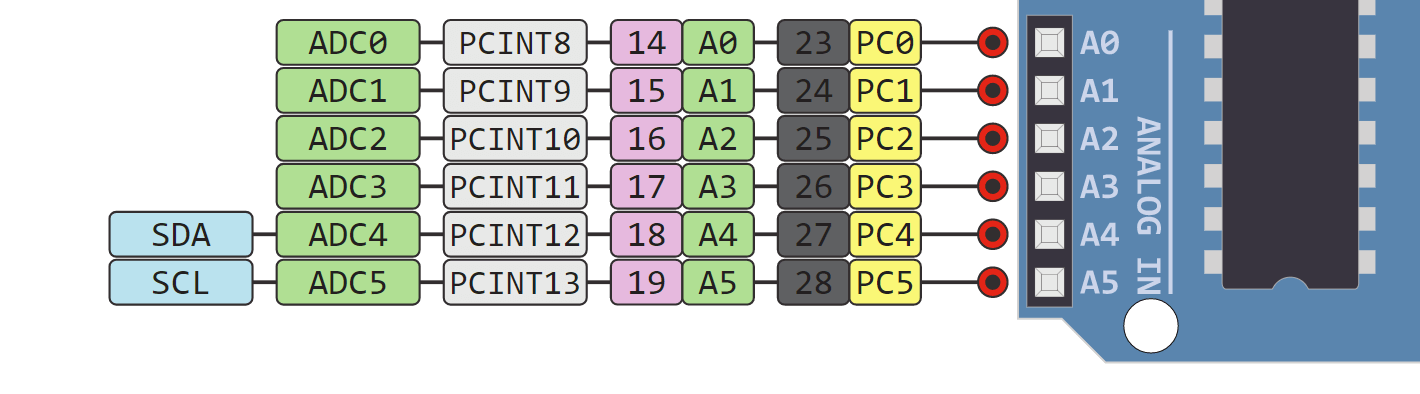 ADC0 PCINT8 14 A0 23 PC0 A0
ADC1 PCINT9 15 A1 24 PC1 A1
ADC2 PCINT10 16 A2 25 PC2 A2
ADC3 PCINT11 17 A3 26 PC3 A3
SDA ADC4 PCINT12 18 A4 27 PC4 A4
SCL ADC5 PCINT13 19 A5 28 PC5 A5
ANALOG IN